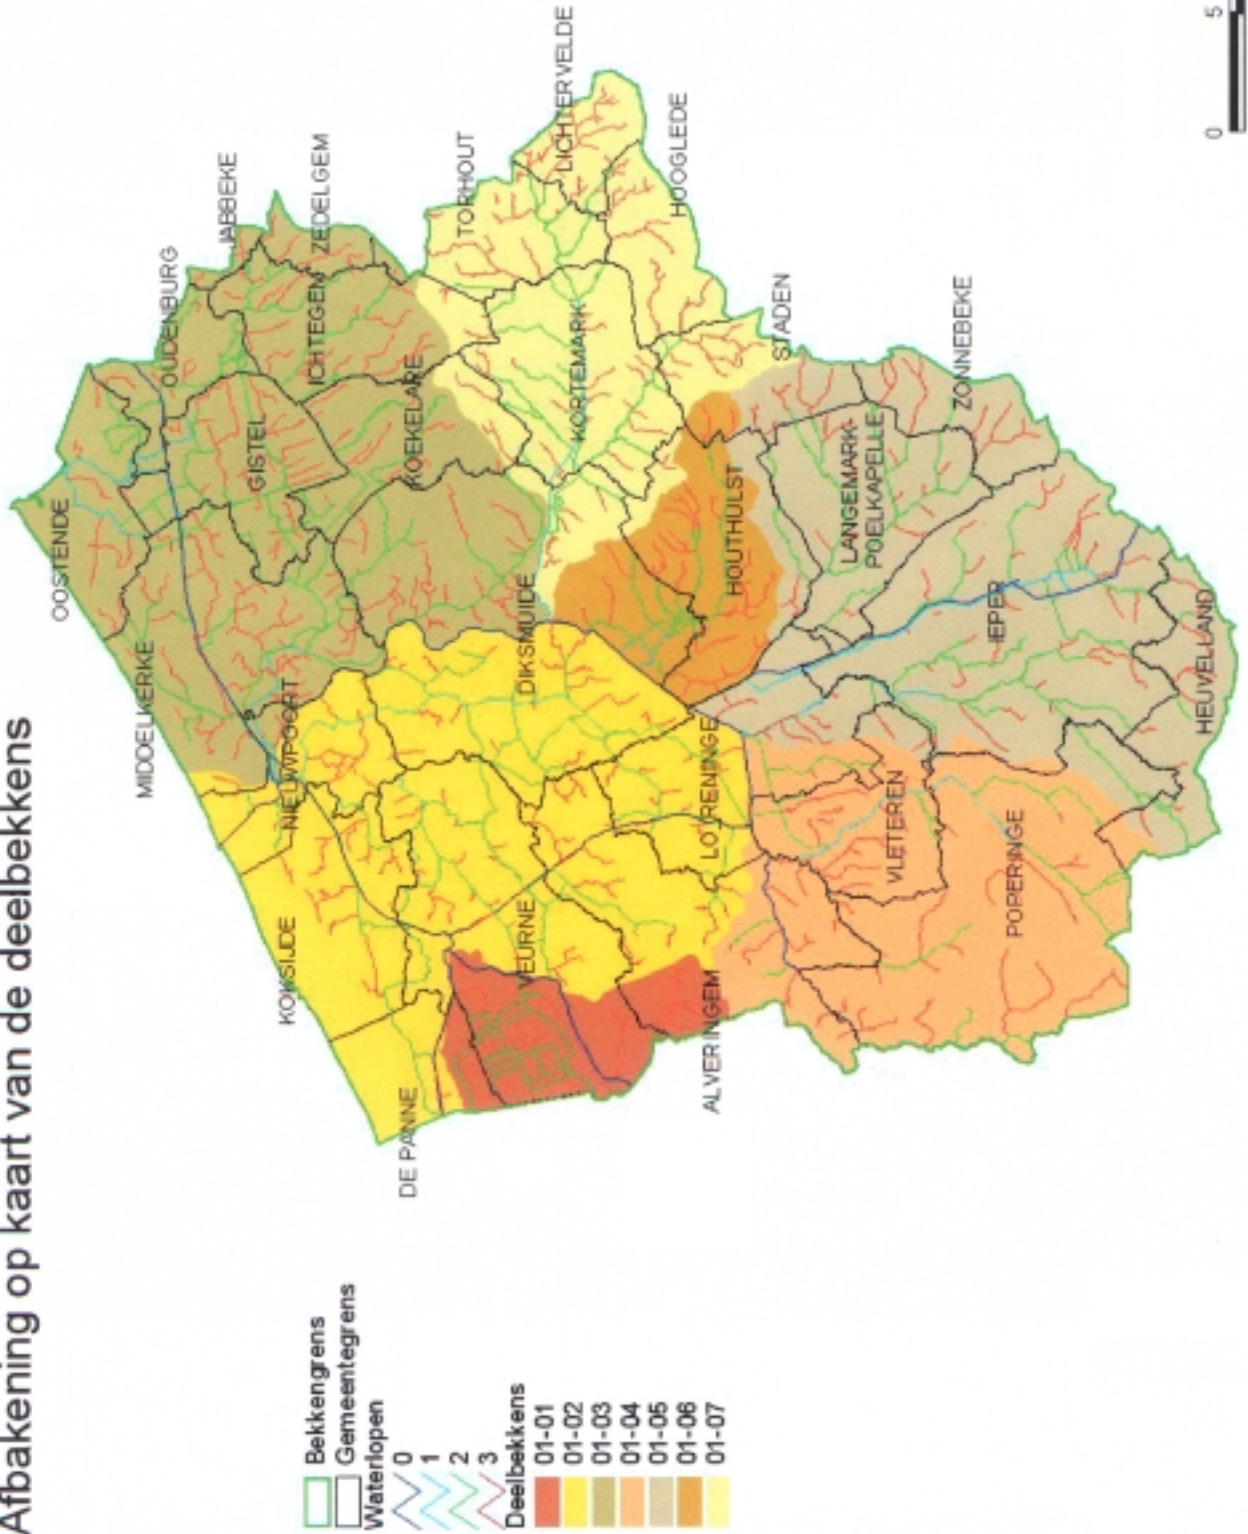 Afbakening op kaart van de deelbekkens
Bekkengrens
Gemeentegrens
Waterlopen
0
1
2
3
Deelbekkens
01-01
01-02
01-03
01-04
01-05
01-06
01-07
OOSTENDE
MIDDELKERKE
OUDENBURG
JABBEKE
ZEDELGEM
GISTEL
ICHTEGEM
NIEUWPOORT
KOKSIJDE
KOEKELARE
TORHOUT
DE PANNE
LICHTERVELDE
DIKSMUIDE
VEURNE
KORTEMARK
HOOGLEDE
ALVERINGEM
LO-RENINGE
HOUTHULST
STADEN
LANGEMARK-
POELKAPELLE
VLETEREN
ZONNEBEKE
IEPER
POPERINGE
HEUVELLAND
0 5